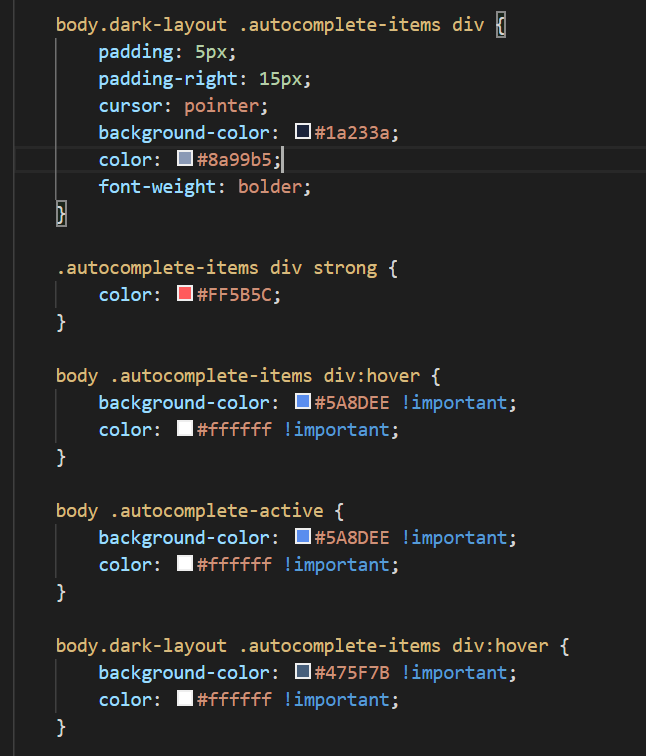 body.dark-layout .autocomplete-items div {
    padding: 5px;
    padding-right: 15px;
    cursor: pointer;
    background-color: #1a233a;
    color: #8a99b5;
    font-weight: bolder;
}

.autocomplete-items div strong {
    color: #FF5B5C;
}

body .autocomplete-items div:hover {
    background-color: #5A8DEE !important;
    color: #ffffff !important;
}

body .autocomplete-active {
    background-color: #5A8DEE !important;
    color: #ffffff !important;
}

body.dark-layout .autocomplete-items div:hover {
    background-color: #475F7B !important;
    color: #ffffff !important;
}